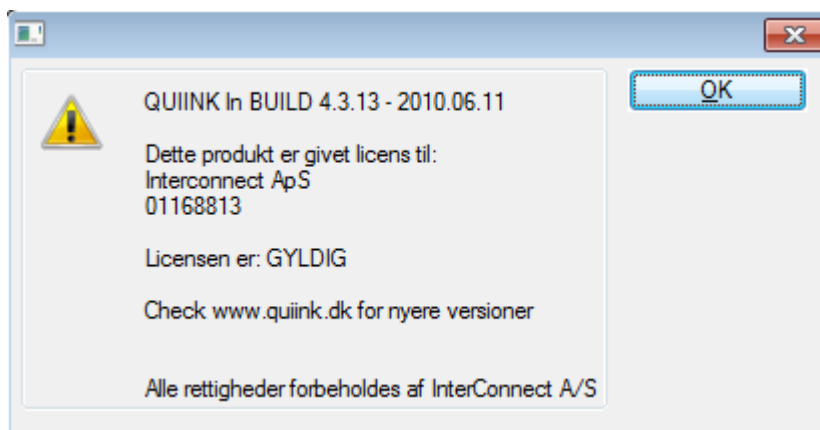 QUIINK In BUILD 4.3.13 - 2010.06.11
OK
Dette produkt er givet licens til:
Interconnect ApS
01168813
Licensen er: GYLDIG
Check www.quiink.dk for nyere versioner
Alle rettigheder forbeholdes af InterConnect A/S